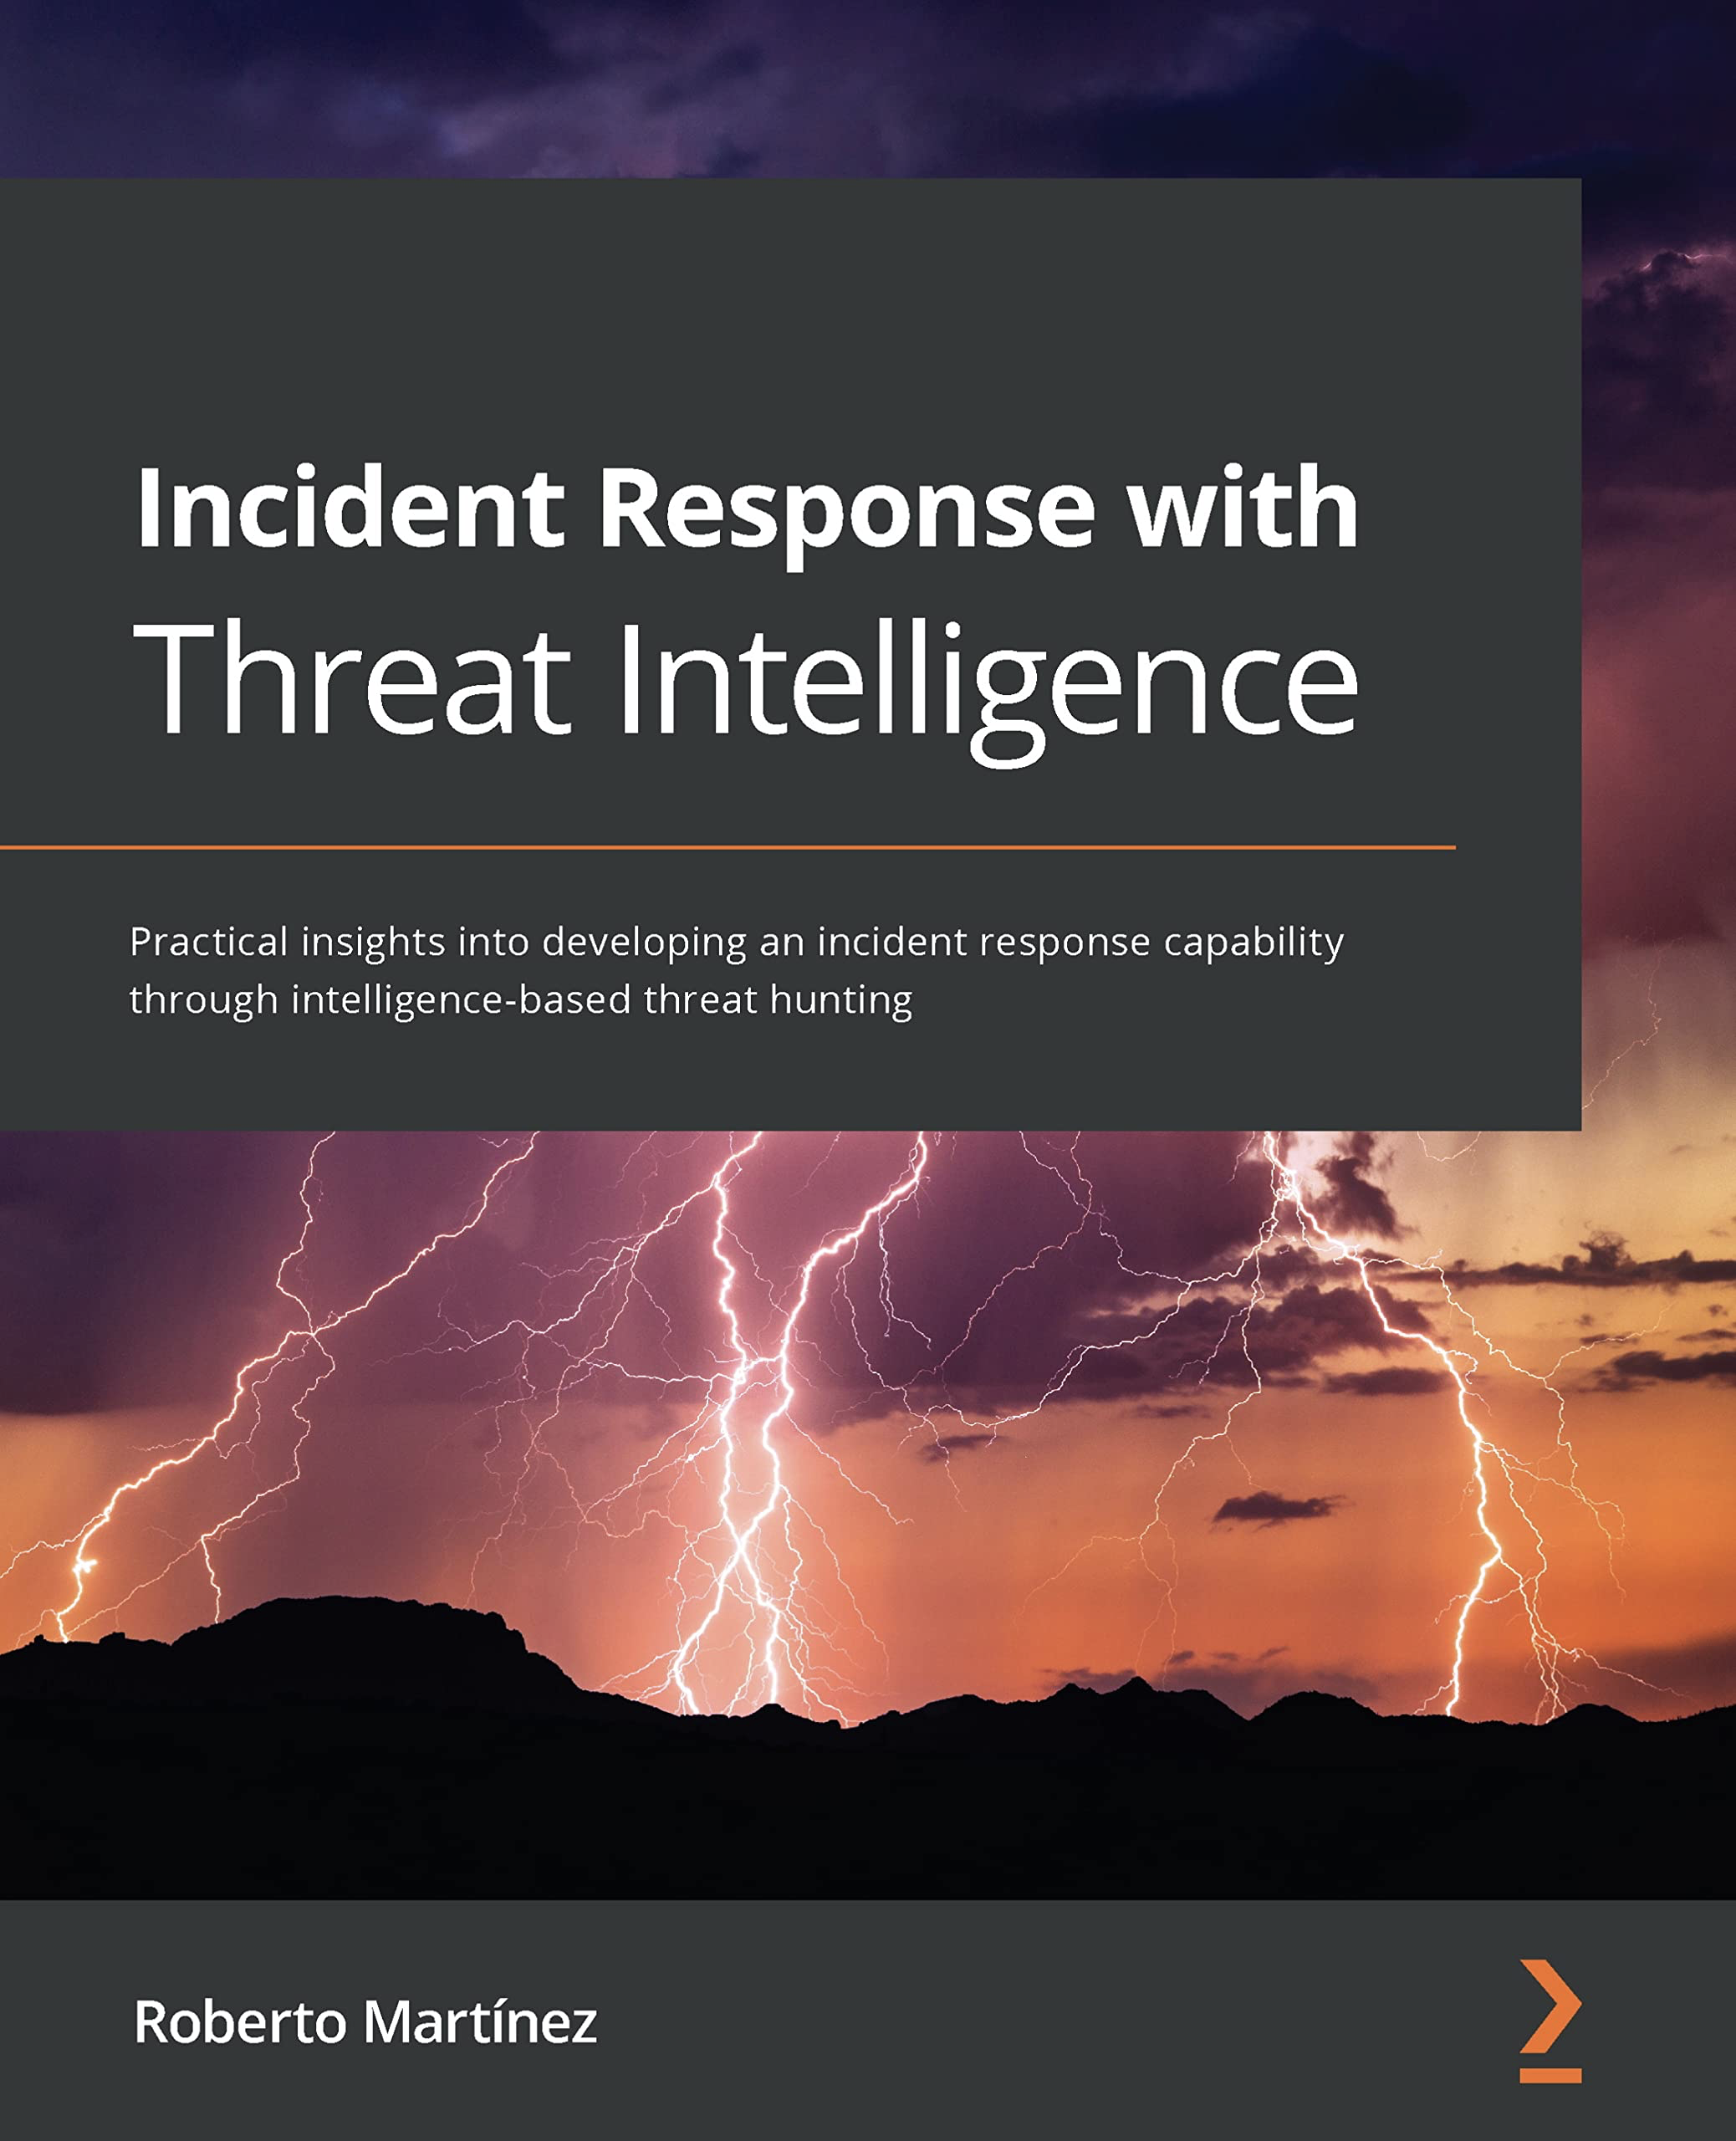 Incident Response with
Threat Intelligence
Practical insights into developing an incident response capability
through intelligence-based threat hunting
Roberto Martínez